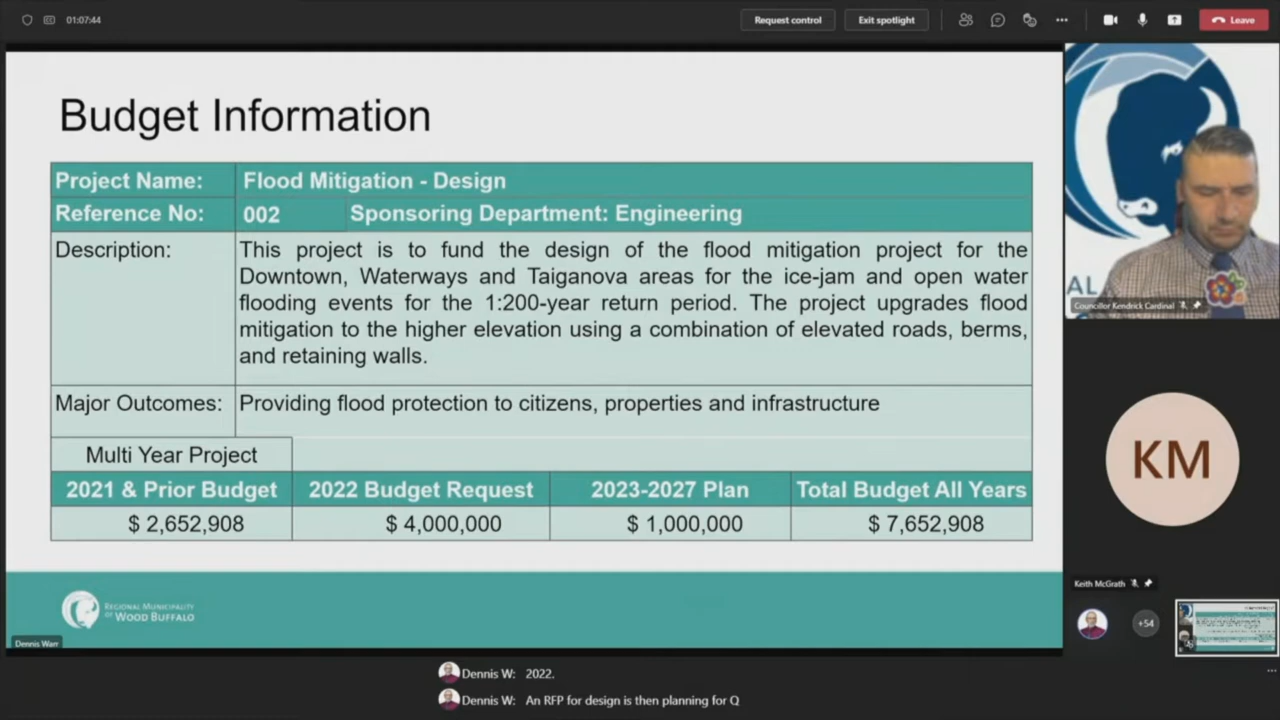 01:07:44
Request control
Exit spotlight
Leave
Budget Information
Project Name: Flood Mitigation - Design
Reference No: 002 Sponsoring Department: Engineering
Description: This project is to fund the design of the flood mitigation project for the
Downtown, Waterways and Taiganova areas for the ice-jam and open water
flooding events for the 1:200-year return period. The project upgrades flood
mitigation to the higher elevation using a combination of elevated roads, berms,
and retaining walls.
Major Outcomes: Providing flood protection to citizens, properties and infrastructure
Multi Year Project
2021 & Prior Budget 2022 Budget Request 2023-2027 Plan Total Budget All Years
$ 2,652,908 $ 4,000,000 $ 1,000,000 $ 7,652,908
REGIONAL MUNICIPALITY
OF WOOD BUFFALO
Dennis Warr
AL
Councillor Kendrick Cardinal
KM
Keith McGrath
+54
Dennis W: 2022.
Dennis W: An RFP for design is then planning for Q